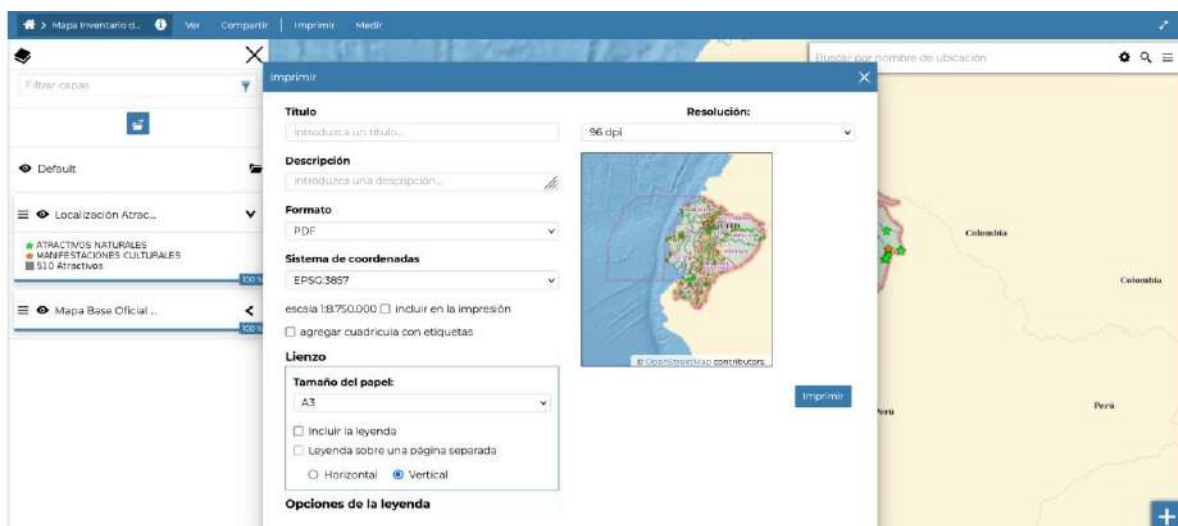 > Mapa Inventario d... Ver Compartir Imprimir Medir
Filtrar capas
Default
Localización Atrac...
ATRACTIVOS NATURALES
MANIFESTACIONES CULTURALES
510 Atractivos
100 %
Mapa Base Oficial ...
100 %
Imprimir
Título
Introduzca un título...
Descripción
Introduzca una descripción...
Formato
PDF
Sistema de coordenadas
EPSG:3857
escala 1:8.750.000 incluir en la impresión
agregar cuadricula con etiquetas
Lienzo
Tamaño del papel:
A3
Incluir la leyenda
Leyenda sobre una página separada
Horizontal Vertical
Opciones de la leyenda
Resolución:
96 dpi
QUITO
© OpenStreetMap contributors.
Imprimir
Buscar por nombre de ubicación
Colombia
Colombia
Perú
Perú